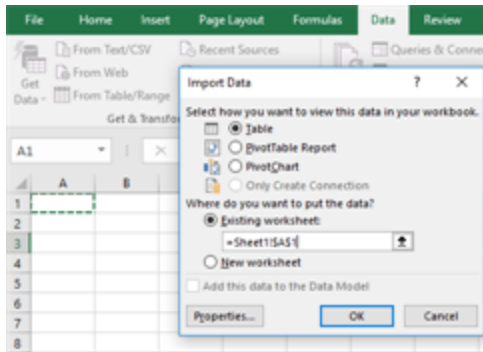 File Home Insert Page Layout Formulas Data Review
From Text/CSV Recent Sources
From Web
From Table/Range
Get Data
Queries & Conne
Get & Transfo
Import Data ? ×
Select how you want to view this data in your workbook.
Table
PivotTable Report
PivotChart
Only Create Connection
Where do you want to put the data?
Existing worksheet:
=Sheet1!$A$1
New worksheet
Add this data to the Data Model
Properties... OK Cancel
A1
A B
1
2
3
4
5
6
7
8